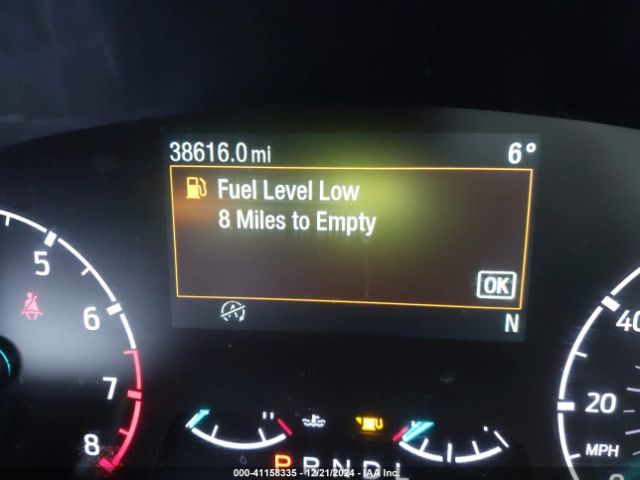 38616.0 mi 6°
Fuel Level Low
8 Miles to Empty
OK
N
5
6
7
8
40
20
MPH
0
H
P R N D L
000-41158335 - 12/21/2024 - IAA Inc.